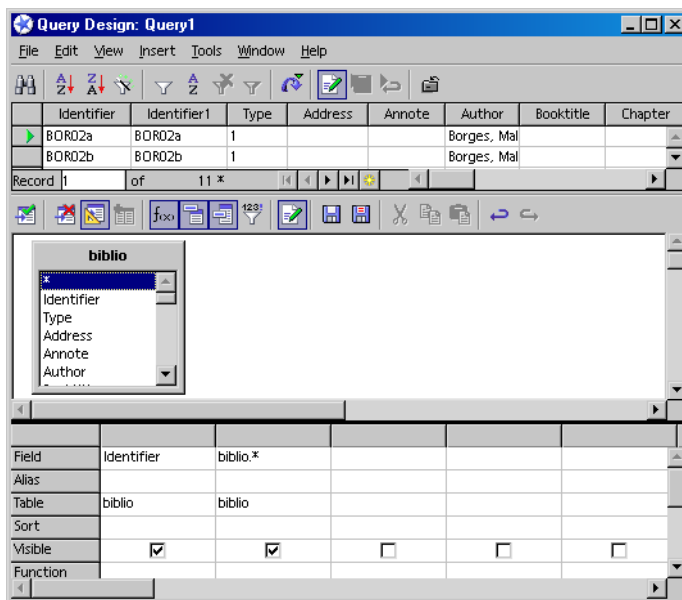 Query Design: Query1
File Edit View Insert Tools Window Help
Identifier Identifier1 Type Address Annote Author Booktitle Chapter
BOR02a BOR02a 1 Borges, Mal
BOR02b BOR02b 1 Borges, Mal
Record 1 of 11 *
f(x) 123!
biblio
*
Identifier
Type
Address
Annote
Author
Field Identifier biblio.*
Alias
Table biblio biblio
Sort
Visible
Function